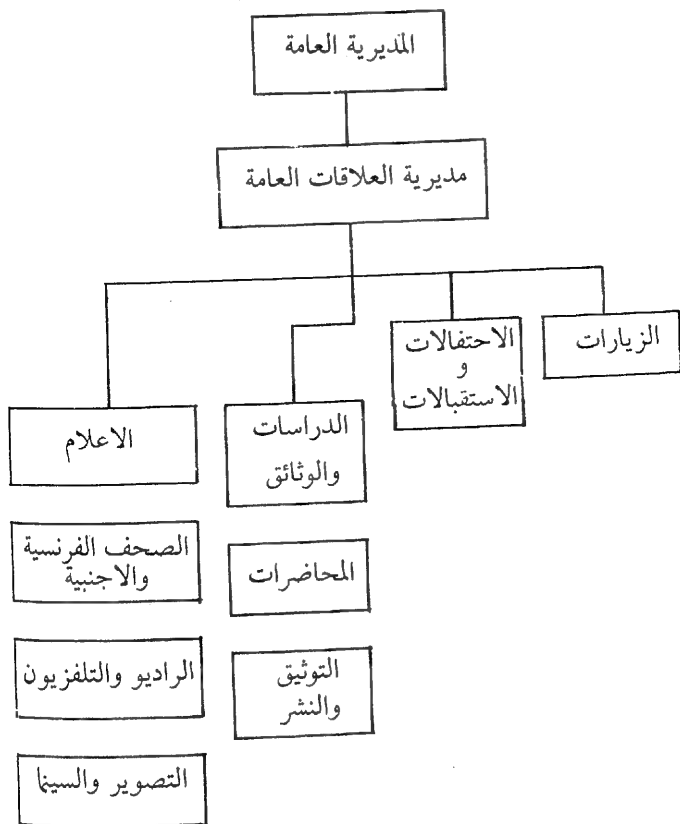 المديرية العامة
مديرية العلاقات العامة
الزيارات
الاحتفالات
و
الاستقبالات
الدراسات
والوثائق
المحاضرات
التوثيق
والنشر
الاعلام
الصحف الفرنسية
والاجنبية
الراديو والتلفزيون
التصوير والسينما